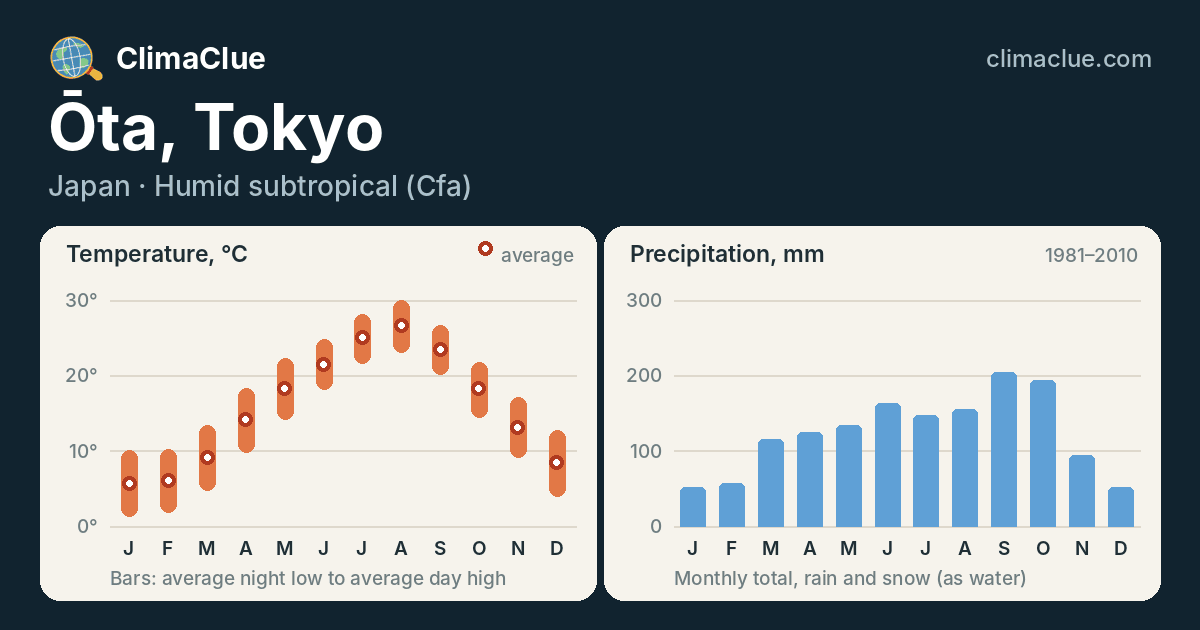 ClimaClue
climaclue.com
Ōta, Tokyo
Japan · Humid subtropical (Cfa)
Temperature, °C
average
30°
20°
10°
0°
J F M A M J J A S O N D
Bars: average night low to average day high
Precipitation, mm
1981–2010
300
200
100
0
J F M A M J J A S O N D
Monthly total, rain and snow (as water)